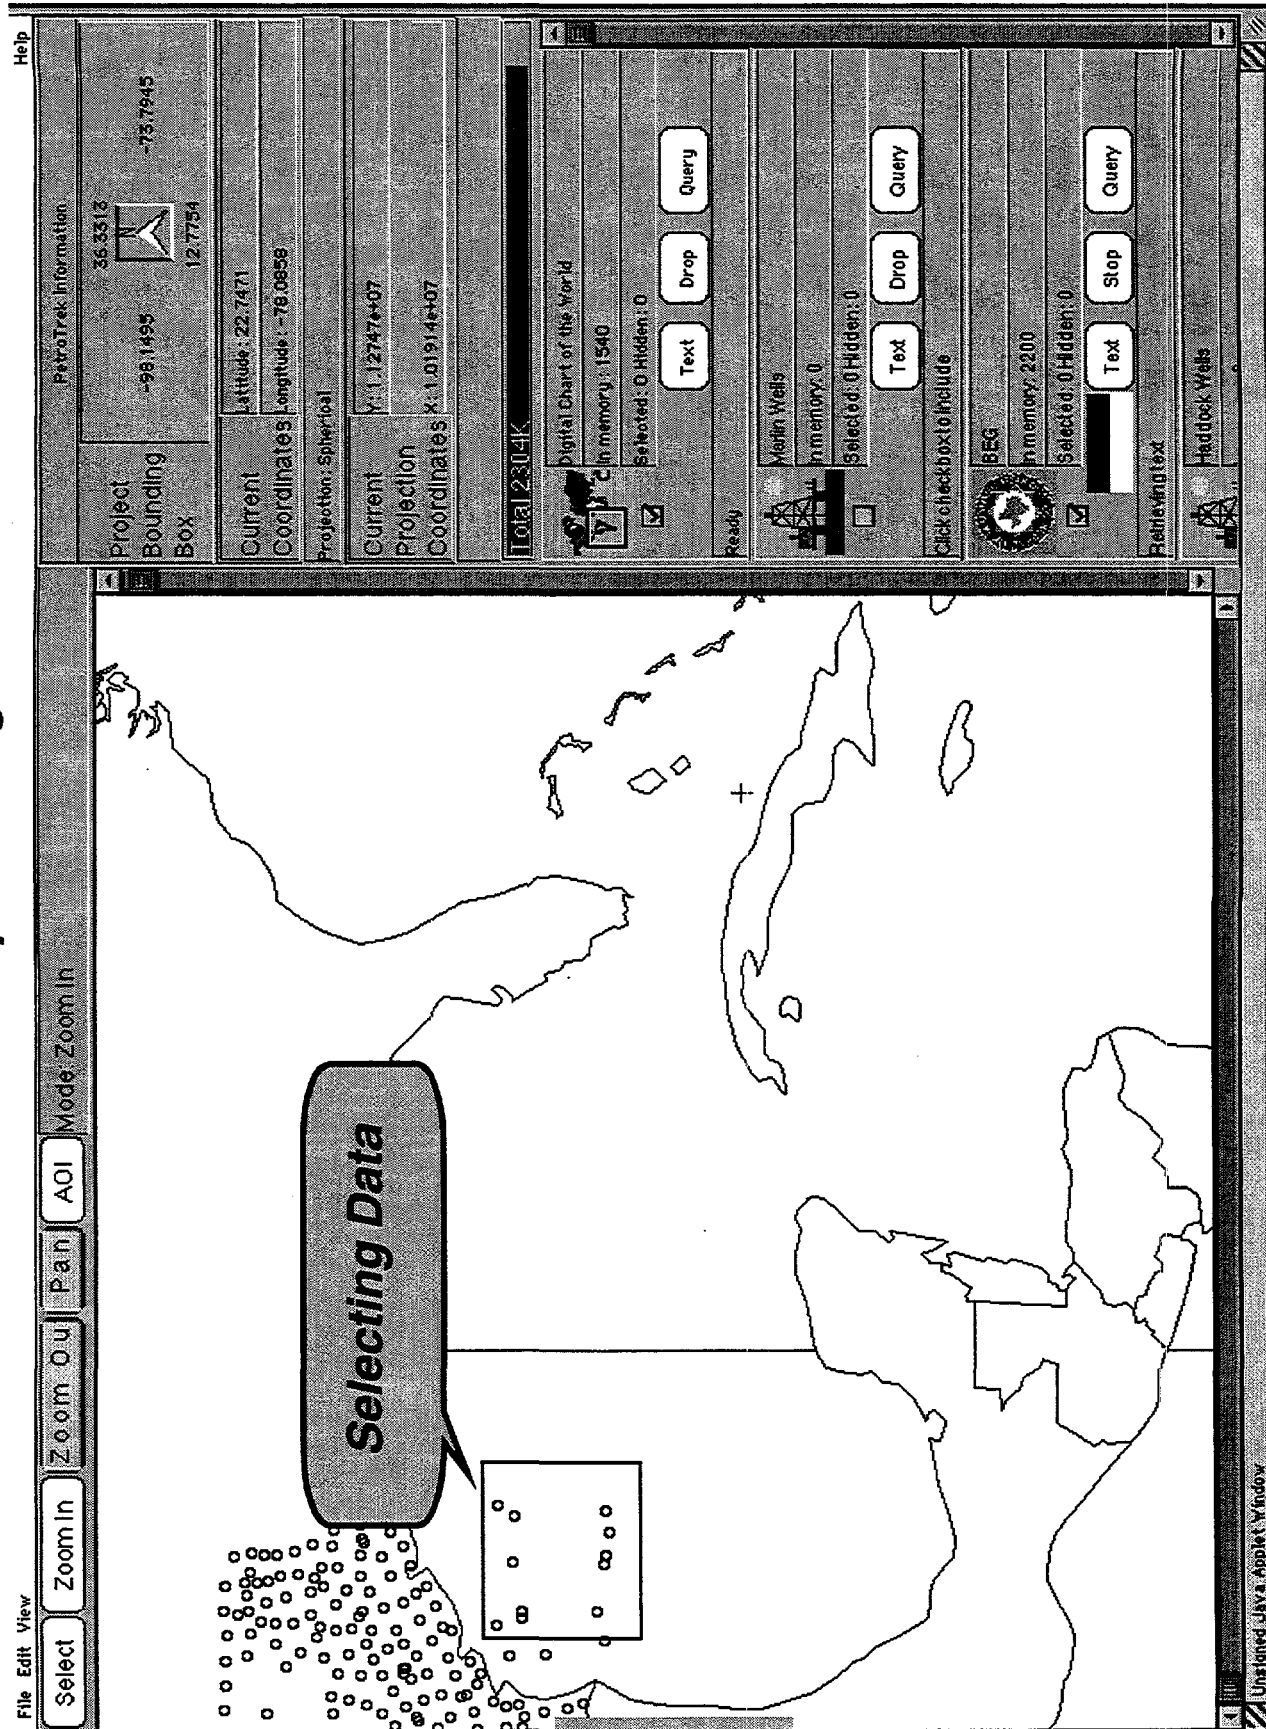 File Edit View
Help
Select
Zoom In
Zoom Ou
Pan
AOI
Mode: Zoom In
Selecting Data
PetroTrek Information
Project
Bounding
Box
36.3313
-98.1495
N
-73.7945
12.7754
Current
Coordinates
Lattitude : 22.7471
Longitude : -78.0858
Projection: Spherical
Current
Projection
Coordinates
Y: 1.12747e+07
X: 1.01914e+07
Total 2314K
Digital Chart of the World
In memory : 1540
Selected : 0 Hidden : 0
Text
Drop
Query
Ready
Marlin Wells
In memory: 0
Selected: 0 Hidden: 0
Text
Drop
Query
Click checkbox to include
BEG
In memory: 2200
Selected: 0 Hidden: 0
Text
Stop
Query
Retrieving text
Haddock Wells
Unsigned Java Applet Window